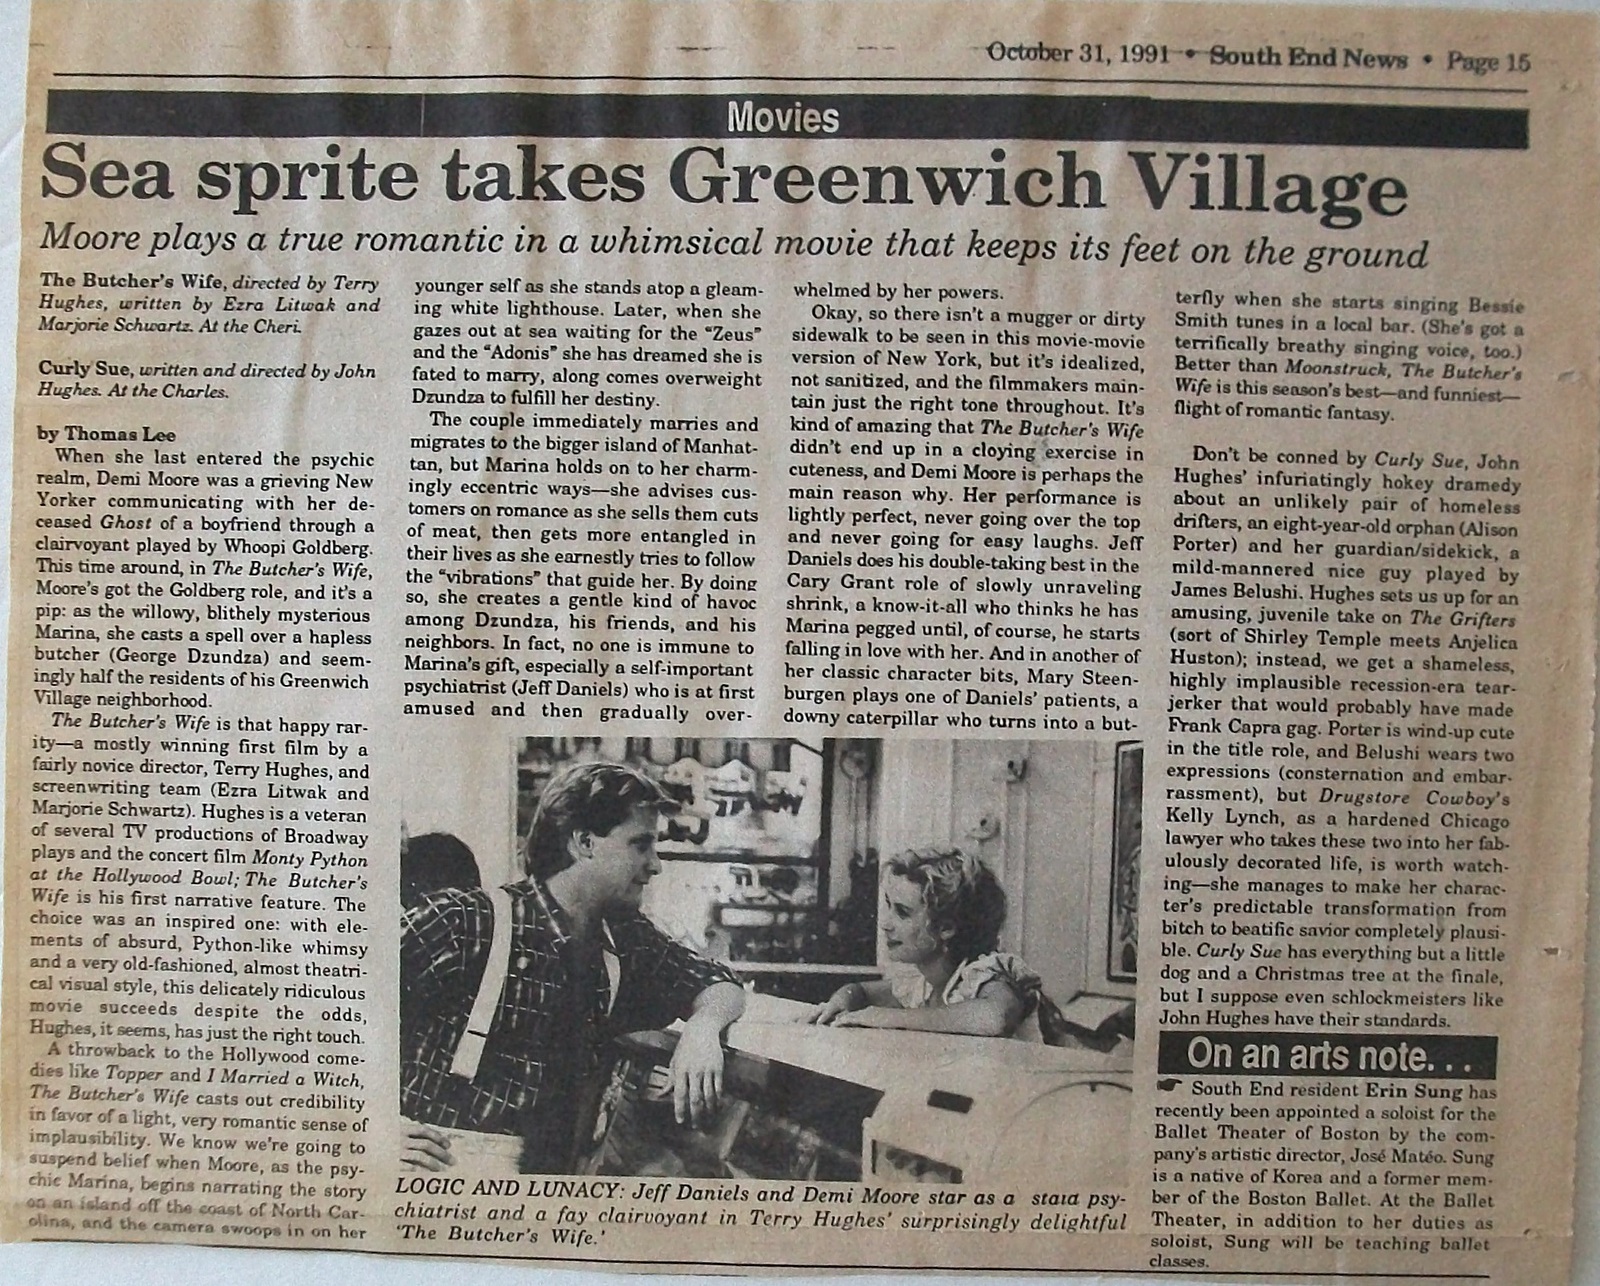 October 31, 1991 • South End News • Page 15
Movies
Sea sprite takes Greenwich Village
Moore plays a true romantic in a whimsical movie that keeps its feet on the ground
The Butcher's Wife, directed by Terry
Hughes, written by Ezra Litwak and
Marjorie Schwartz. At the Cheri.
Curly Sue, written and directed by John
Hughes. At the Charles.
by Thomas Lee
When she last entered the psychic
realm, Demi Moore was a grieving New
Yorker communicating with her de-
ceased Ghost of a boyfriend through a
clairvoyant played by Whoopi Goldberg.
This time around, in The Butcher's Wife,
Moore's got the Goldberg role, and it's a
pip: as the willowy, blithely mysterious
Marina, she casts a spell over a hapless
butcher (George Dzundza) and seem-
ingly half the residents of his Greenwich
Village neighborhood.
The Butcher's Wife is that happy rar-
ity—a mostly winning first film by a
fairly novice director, Terry Hughes, and
screenwriting team (Ezra Litwak and
Marjorie Schwartz). Hughes is a veteran
of several TV productions of Broadway
plays and the concert film Monty Python
at the Hollywood Bowl; The Butcher's
Wife is his first narrative feature. The
choice was an inspired one: with ele-
ments of absurd, Python-like whimsy
and a very old-fashioned, almost theatri-
cal visual style, this delicately ridiculous
movie succeeds despite the odds,
Hughes, it seems, has just the right touch.
A throwback to the Hollywood come-
dies like Topper and I Married a Witch,
The Butcher's Wife casts out credibility
in favor of a light, very romantic sense of
implausibility. We know we're going to
suspend belief when Moore, as the psy-
chic Marina, begins narrating the story
on an island off the coast of North Car-
olina, and the camera swoops in on her
younger self as she stands atop a gleam-
ing white lighthouse. Later, when she
gazes out at sea waiting for the "Zeus"
and the "Adonis" she has dreamed she is
fated to marry, along comes overweight
Dzundza to fulfill her destiny.
The couple immediately marries and
migrates to the bigger island of Manhat-
tan, but Marina holds on to her charm-
ingly eccentric ways—she advises cus-
tomers on romance as she sells them cuts
of meat, then gets more entangled in
their lives as she earnestly tries to follow
the "vibrations" that guide her. By doing
so, she creates a gentle kind of havoc
among Dzundza, his friends, and his
neighbors. In fact, no one is immune to
Marina's gift, especially a self-important
psychiatrist (Jeff Daniels) who is at first
amused and then gradually over-
whelmed by her powers.
Okay, so there isn't a mugger or dirty
sidewalk to be seen in this movie-movie
version of New York, but it's idealized,
not sanitized, and the filmmakers main-
tain just the right tone throughout. It's
kind of amazing that The Butcher's Wife
didn't end up in a cloying exercise in
cuteness, and Demi Moore is perhaps the
main reason why. Her performance is
lightly perfect, never going over the top
and never going for easy laughs. Jeff
Daniels does his double-taking best in the
Cary Grant role of slowly unraveling
shrink, a know-it-all who thinks he has
Marina pegged until, of course, he starts
falling in love with her. And in another of
her classic character bits, Mary Steen-
burgen plays one of Daniels' patients, a
downy caterpillar who turns into a but-
terfly when she starts singing Bessie
Smith tunes in a local bar. (She's got a
terrifically breathy singing voice, too.)
Better than Moonstruck, The Butcher's
Wife is this season's best—and funniest—
flight of romantic fantasy.
Don't be conned by Curly Sue, John
Hughes' infuriatingly hokey dramedy
about an unlikely pair of homeless
drifters, an eight-year-old orphan (Alison
Porter) and her guardian/sidekick, a
mild-mannered nice guy played by
James Belushi. Hughes sets us up for an
amusing, juvenile take on The Grifters
(sort of Shirley Temple meets Anjelica
Huston); instead, we get a shameless,
highly implausible recession-era tear-
jerker that would probably have made
Frank Capra gag. Porter is wind-up cute
in the title role, and Belushi wears two
expressions (consternation and embar-
rassment), but Drugstore Cowboy's
Kelly Lynch, as a hardened Chicago
lawyer who takes these two into her fab-
ulously decorated life, is worth watch-
ing—she manages to make her charac-
ter's predictable transformation from
bitch to beatific savior completely plausi-
ble. Curly Sue has everything but a little
dog and a Christmas tree at the finale,
but I suppose even schlockmeisters like
John Hughes have their standards.
LOGIC AND LUNACY: Jeff Daniels and Demi Moore star as a staid psy-
chiatrist and a fay clairvoyant in Terry Hughes' surprisingly delightful
'The Butcher's Wife.'
On an arts note. . .
South End resident Erin Sung has
recently been appointed a soloist for the
Ballet Theater of Boston by the com-
pany's artistic director, José Matéo. Sung
is a native of Korea and a former mem-
ber of the Boston Ballet. At the Ballet
Theater, in addition to her duties as
soloist, Sung will be teaching ballet
classes.